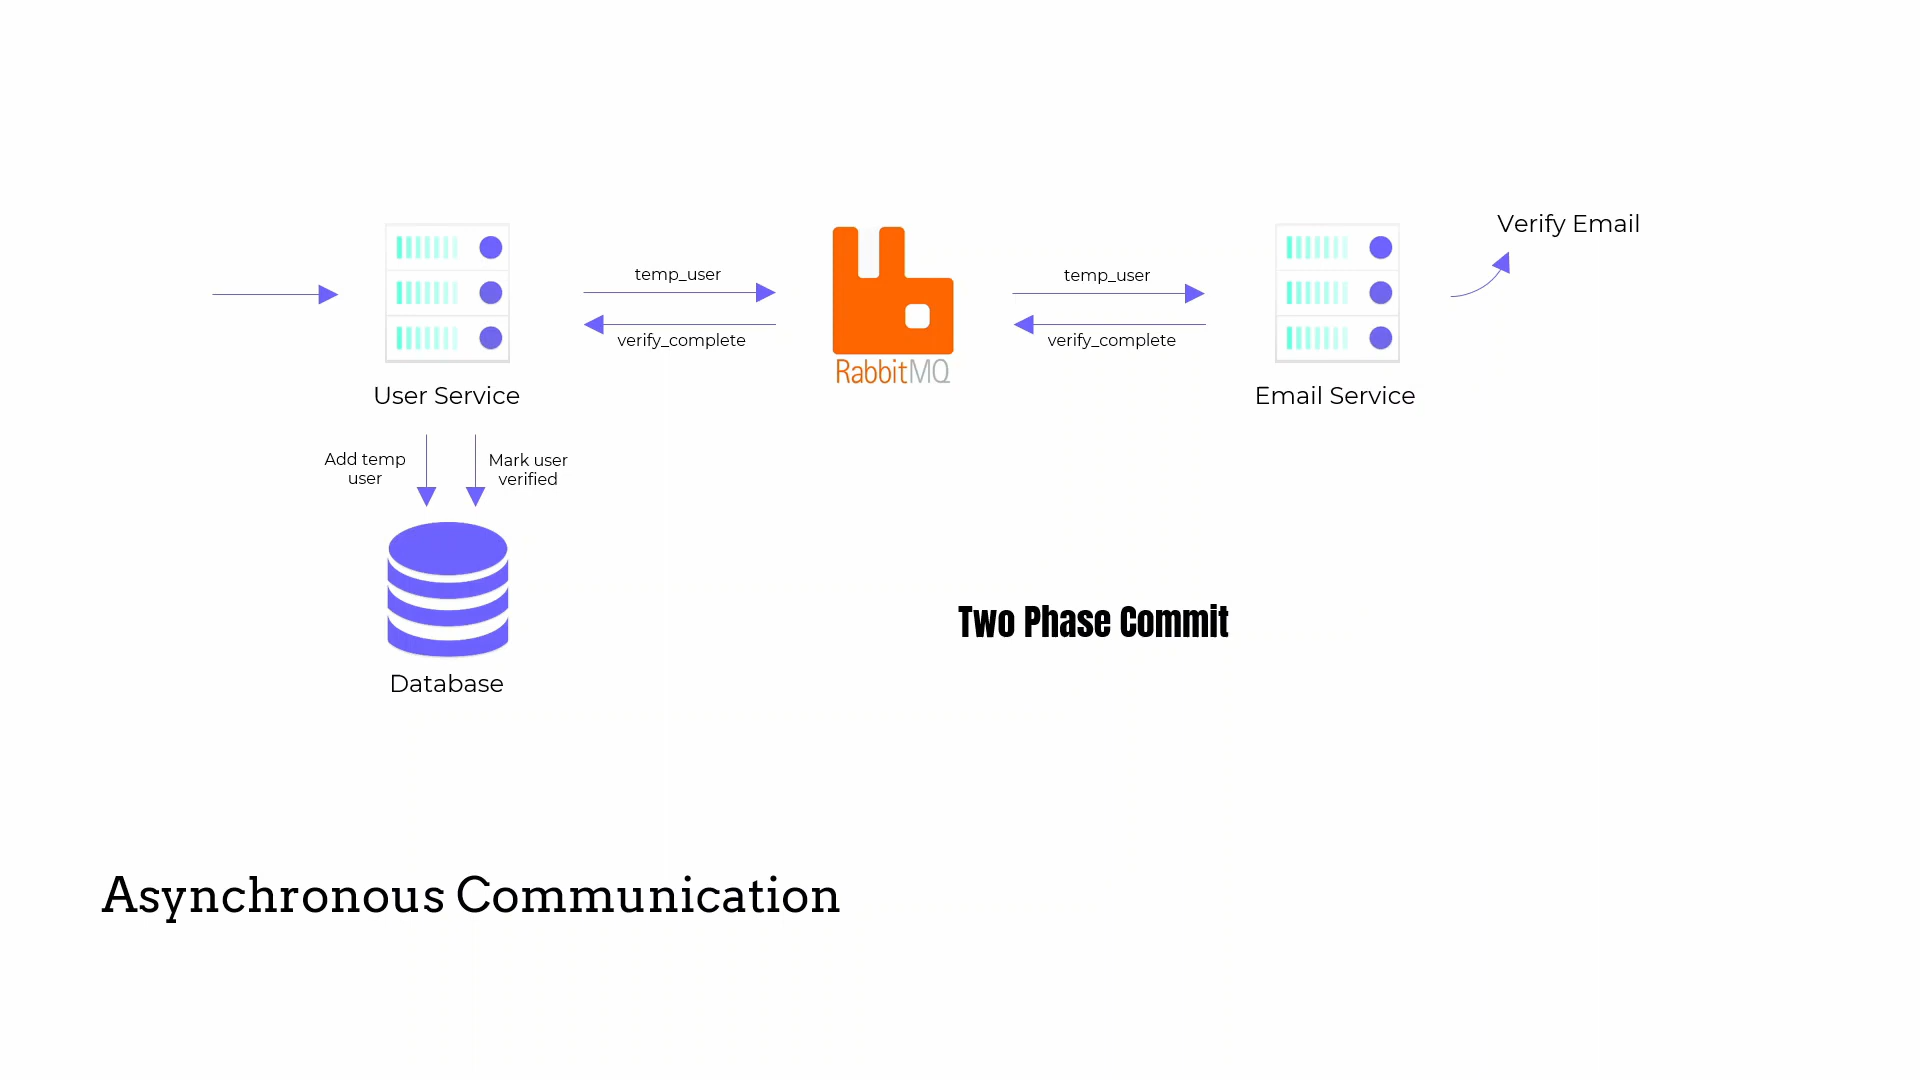 Verify Email
temp_user
temp_user
verify_complete
verify_complete
RabbitMQ
User Service
Email Service
Add temp
user
Mark user
verified
Two Phase Commit
Database
Asynchronous Communication